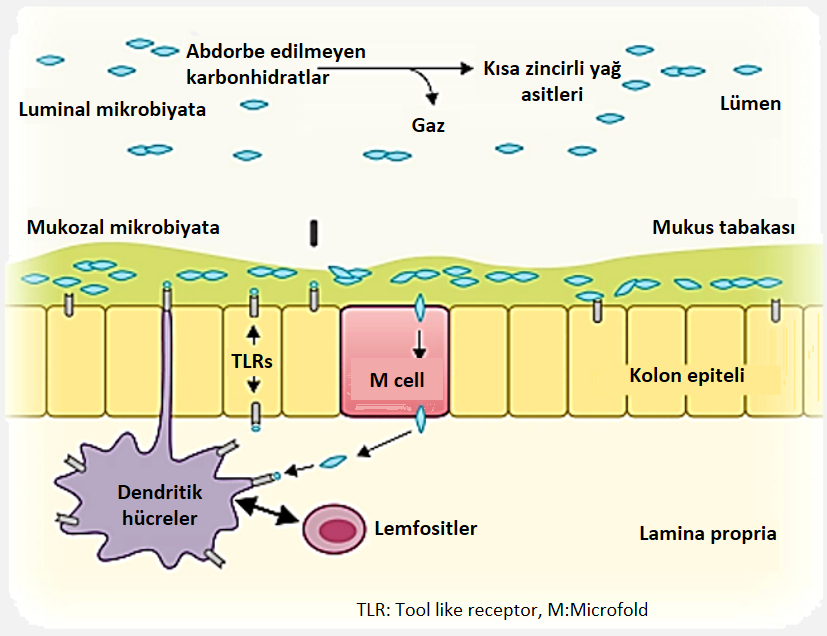 Abdorbe edilmeyen
karbonhidratlar
Kısa zincirli yağ
asitleri
Luminal mikrobiyata
Lümen
Gaz
Mukozal mikrobiyata
Mukus tabakası
TLRs
M cell
Kolon epiteli
Dendritik
hücreler
Lemfositler
Lamina propria
TLR: Tool like receptor, M:Microfold